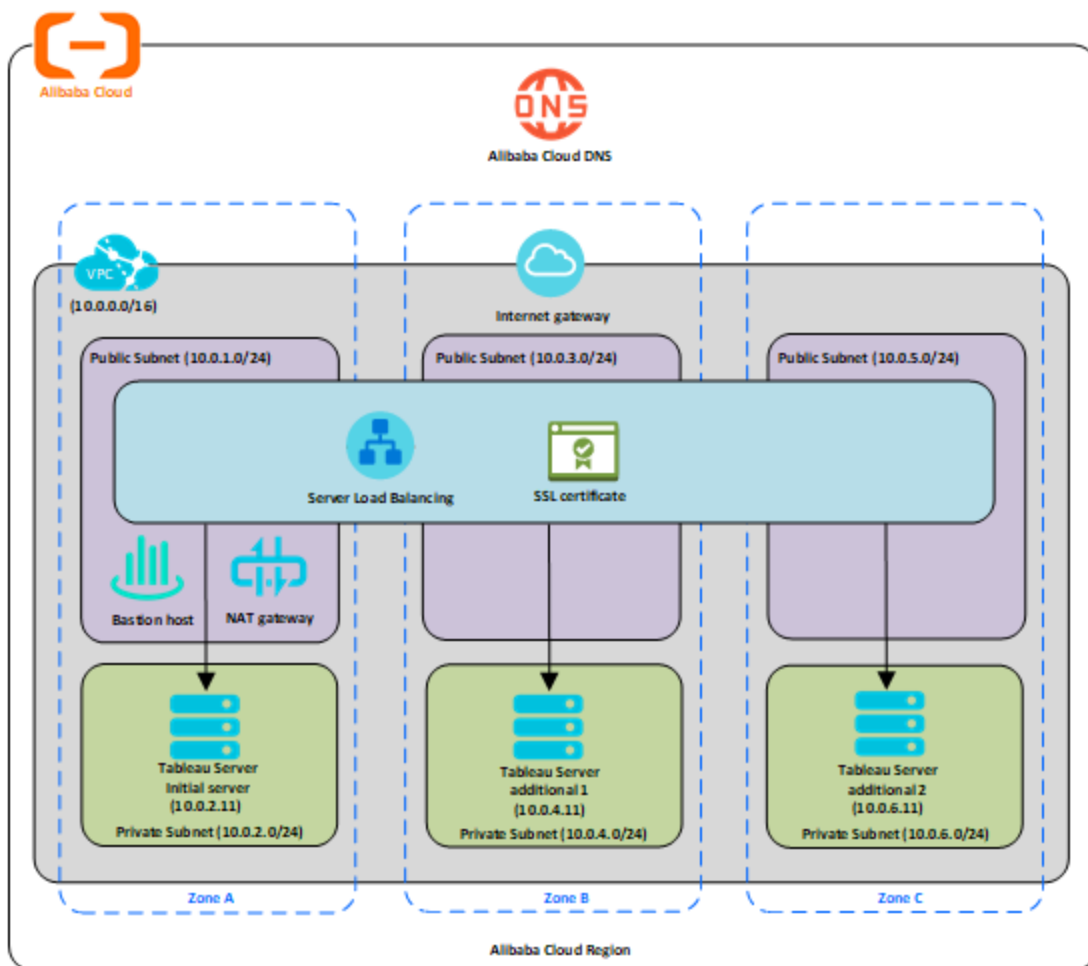 Alibaba Cloud
DNS
Alibaba Cloud DNS
VPC
(10.0.0.0/16)
Internet gateway
Public Subnet (10.0.1.0/24)
Public Subnet (10.0.3.0/24)
Public Subnet (10.0.5.0/24)
Server Load Balancing
SSL certificate
Bastion host
NAT gateway
Tableau Server
Initial server
(10.0.2.11)
Private Subnet (10.0.2.0/24)
Tableau Server
additional 1
(10.0.4.11)
Private Subnet (10.0.4.0/24)
Tableau Server
additional 2
(10.0.6.11)
Private Subnet (10.0.6.0/24)
Zone A
Zone B
Zone C
Alibaba Cloud Region